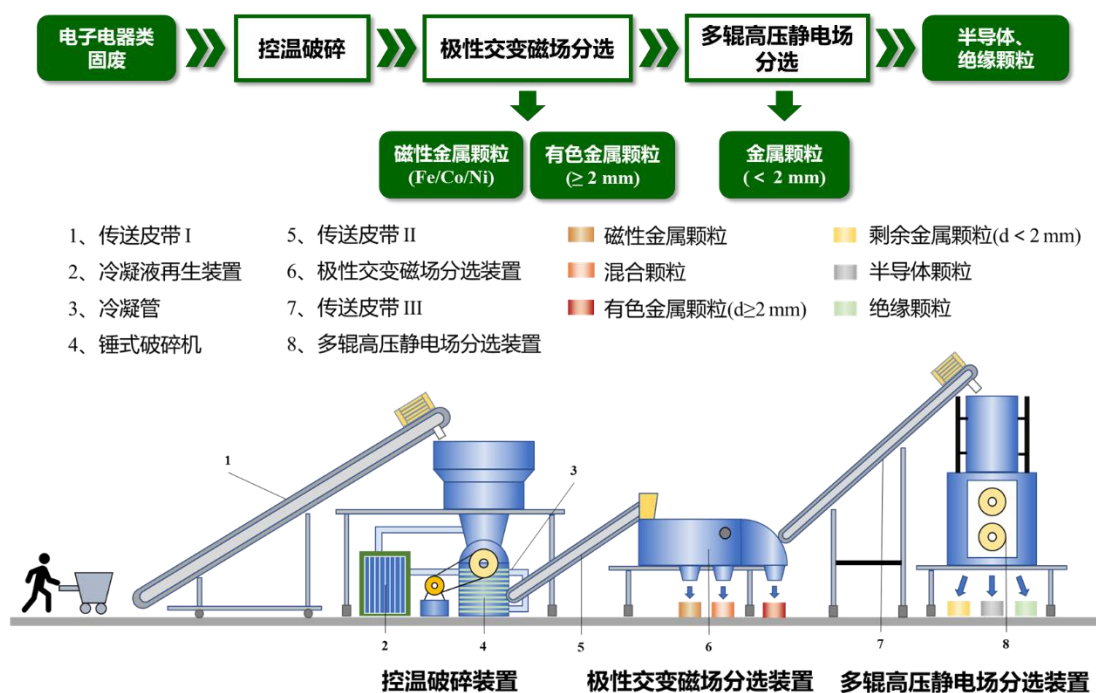 电子电器类
固废
控温破碎
极性交变磁场分选
多辊高压静电场
分选
半导体、
绝缘颗粒
磁性金属颗粒
(Fe/Co/Ni)
有色金属颗粒
(≥ 2 mm)
金属颗粒
(< 2 mm)
1、传送皮带 I
2、冷凝液再生装置
3、冷凝管
4、锤式破碎机
5、传送皮带 II
6、极性交变磁场分选装置
7、传送皮带 III
8、多辊高压静电场分选装置
磁性金属颗粒
混合颗粒
有色金属颗粒(d≥2 mm)
剩余金属颗粒(d < 2 mm)
半导体颗粒
绝缘颗粒
1
3
2
4
5
6
7
8
控温破碎装置
极性交变磁场分选装置
多辊高压静电场分选装置